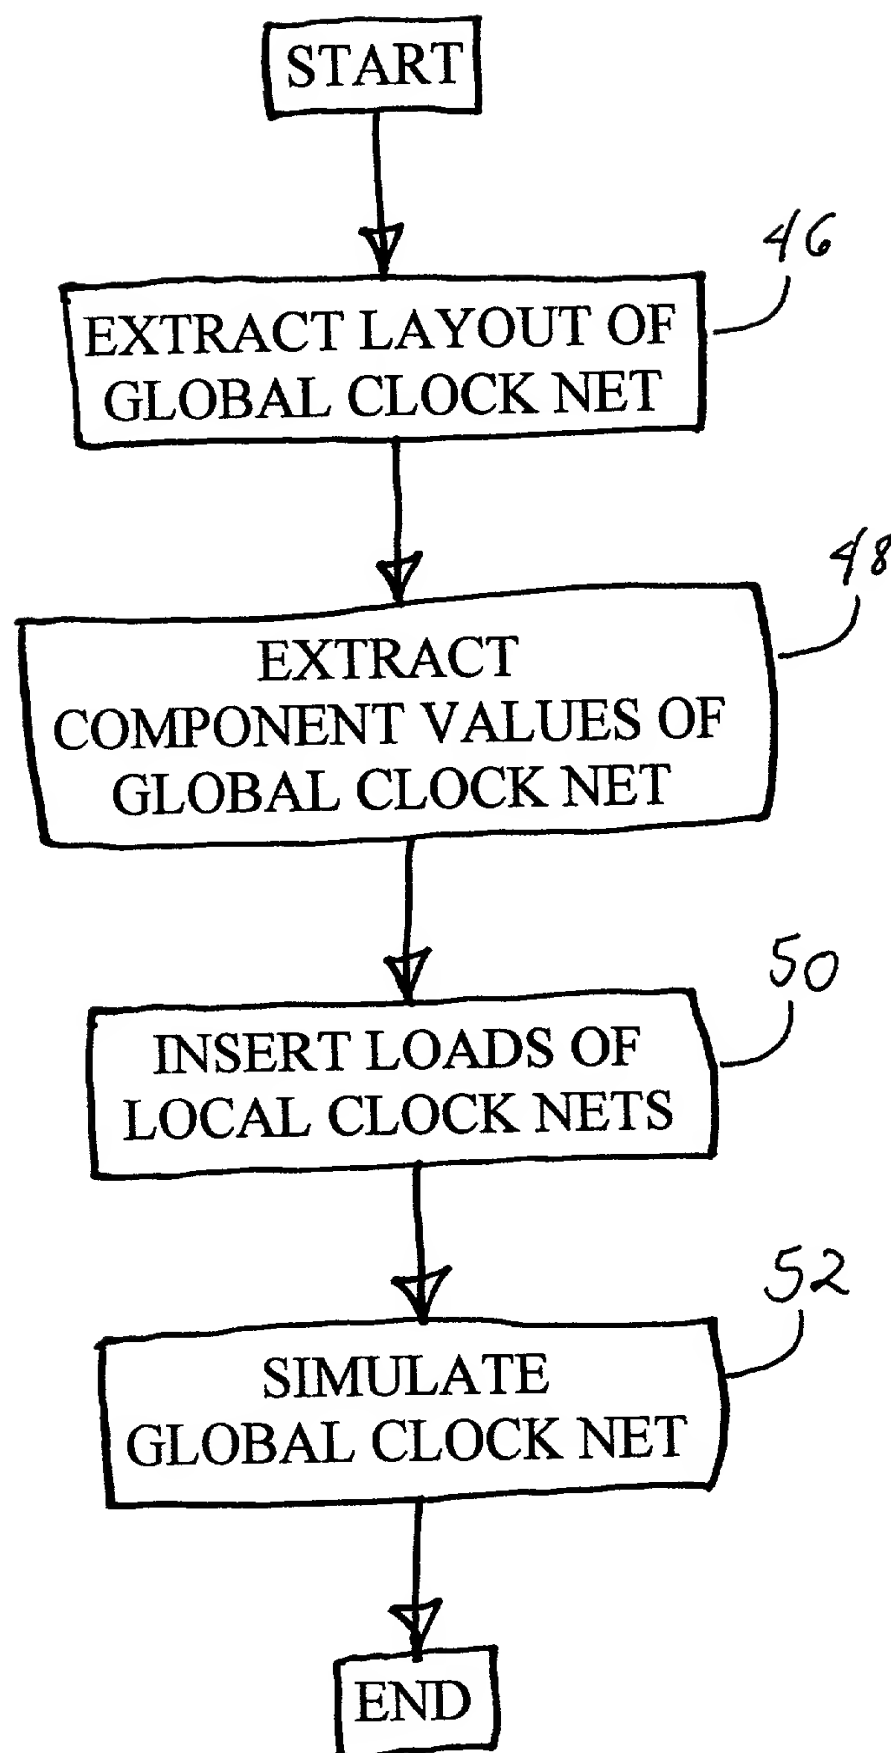 START
46
EXTRACT LAYOUT OF
GLOBAL CLOCK NET
48
EXTRACT
COMPONENT VALUES OF
GLOBAL CLOCK NET
50
INSERT LOADS OF
LOCAL CLOCK NETS
52
SIMULATE
GLOBAL CLOCK NET
END